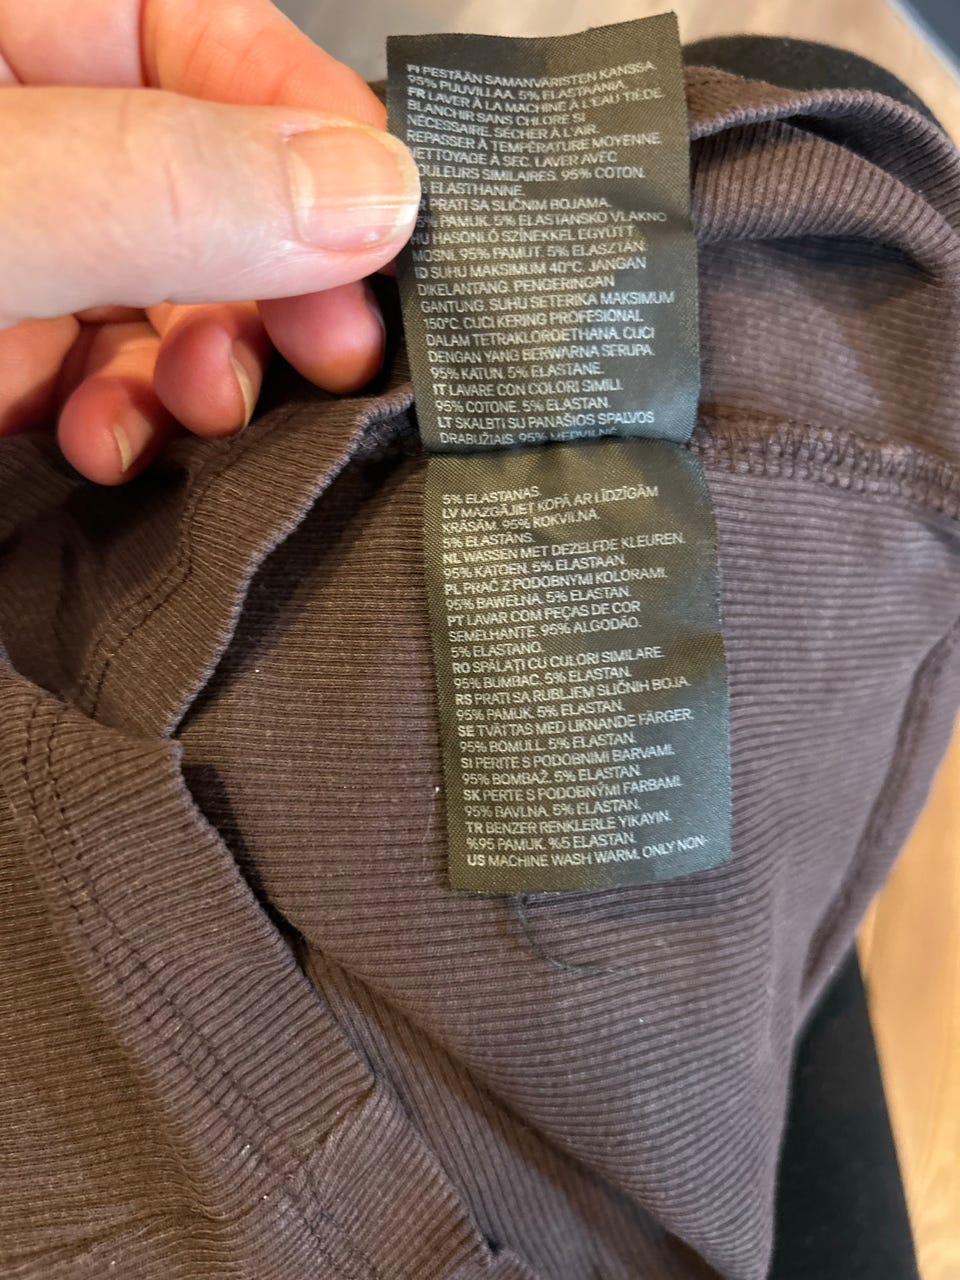 FI PESTÄÄN SAMANVÄRISTEN KANSSA.
95% PUUVILLAA. 5% ELASTAANIA.
FR LAVER À LA MACHINE À L'EAU TIÈDE.
BLANCHIR SANS CHLORE SI
NÉCESSAIRE. SÉCHER À L'AIR.
REPASSER À TEMPÉRATURE MOYENNE
NETTOYAGE À SEC. LAVER AVEC
OULEURS SIMILAIRES. 95% COTON.
% ELASTHANNE.
R PRATI SA SLIČNIM BOJAMA.
5% PAMUK. 5% ELASTANSKO VLAKNO
HU HASONLÓ SZÍNEKKEL EGYÜTT
MOSNI. 95% PAMUT. 5% ELASZTÁN.
ID SUHU MAKSIMUM 40°C. JANGAN
DIKELANTANG. PENGERINGAN
GANTUNG. SUHU SETERIKA MAKSIMUM
150°C. CUCI KERING PROFESIONAL
DALAM TETRAKLOROETHANA. CUCI
DENGAN YANG BERWARNA SERUPA.
95% KATUN. 5% ELASTANE.
IT LAVARE CON COLORI SIMILI.
95% COTONE. 5% ELASTAN.
LT SKALBTI SU PANAŠIOS SPALVOS
DRABUŽIAIS. 95% MEDVILNĖ
5% ELASTANAS.
LV MAZGĀJIET KOPĀ AR LĪDZĪGĀM
KRĀSĀM. 95% KOKVILNA.
5% ELASTĀNS.
NL WASSEN MET DEZELFDE KLEUREN.
95% KATOEN. 5% ELASTAAN.
PL PRAĆ Z PODOBNYMI KOLORAMI.
95% BAWEŁNA. 5% ELASTAN.
PT LAVAR COM PEÇAS DE COR
SEMELHANTE. 95% ALGODÃO.
5% ELASTANO.
RO SPĂLAȚI CU CULORI SIMILARE.
95% BUMBAC. 5% ELASTAN.
RS PRATI SA RUBLJEM SLIČNIH BOJA.
95% PAMUK. 5% ELASTAN.
SE TVÄTTAS MED LIKNANDE FÄRGER.
95% BOMULL. 5% ELASTAN.
SI PERITE S PODOBNIMI BARVAMI.
95% BOMBAŽ. 5% ELASTAN.
SK PERTE S PODOBNÝMI FARBAMI.
95% BAVLNA. 5% ELASTAN.
TR BENZER RENKLERLE YIKAYIN.
%95 PAMUK. %5 ELASTAN.
US MACHINE WASH WARM. ONLY NON-